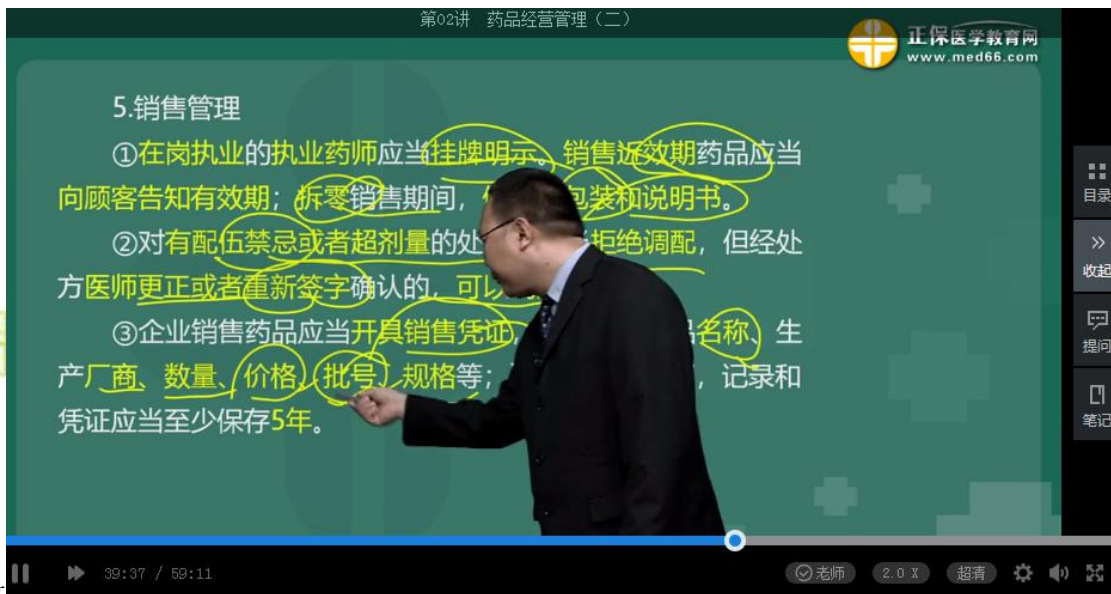 第02讲 药品经营管理（二）
正保医学教育网
www.med66.com
5.销售管理
①在岗执业的执业药师应当挂牌明示。销售近效期药品应当
向顾客告知有效期；拆零销售期间， 包装和说明书。
②对有配伍禁忌或者超剂量的处 拒绝调配，但经处
方医师更正或者重新签字确认的，可以
③企业销售药品应当开具销售凭证， 名称、生
产厂商、数量、价格、批号、规格等； ，记录和
凭证应当至少保存5年。
目录
收起
提问
笔记
39:37 / 59:11
老师
2.0 X
超清